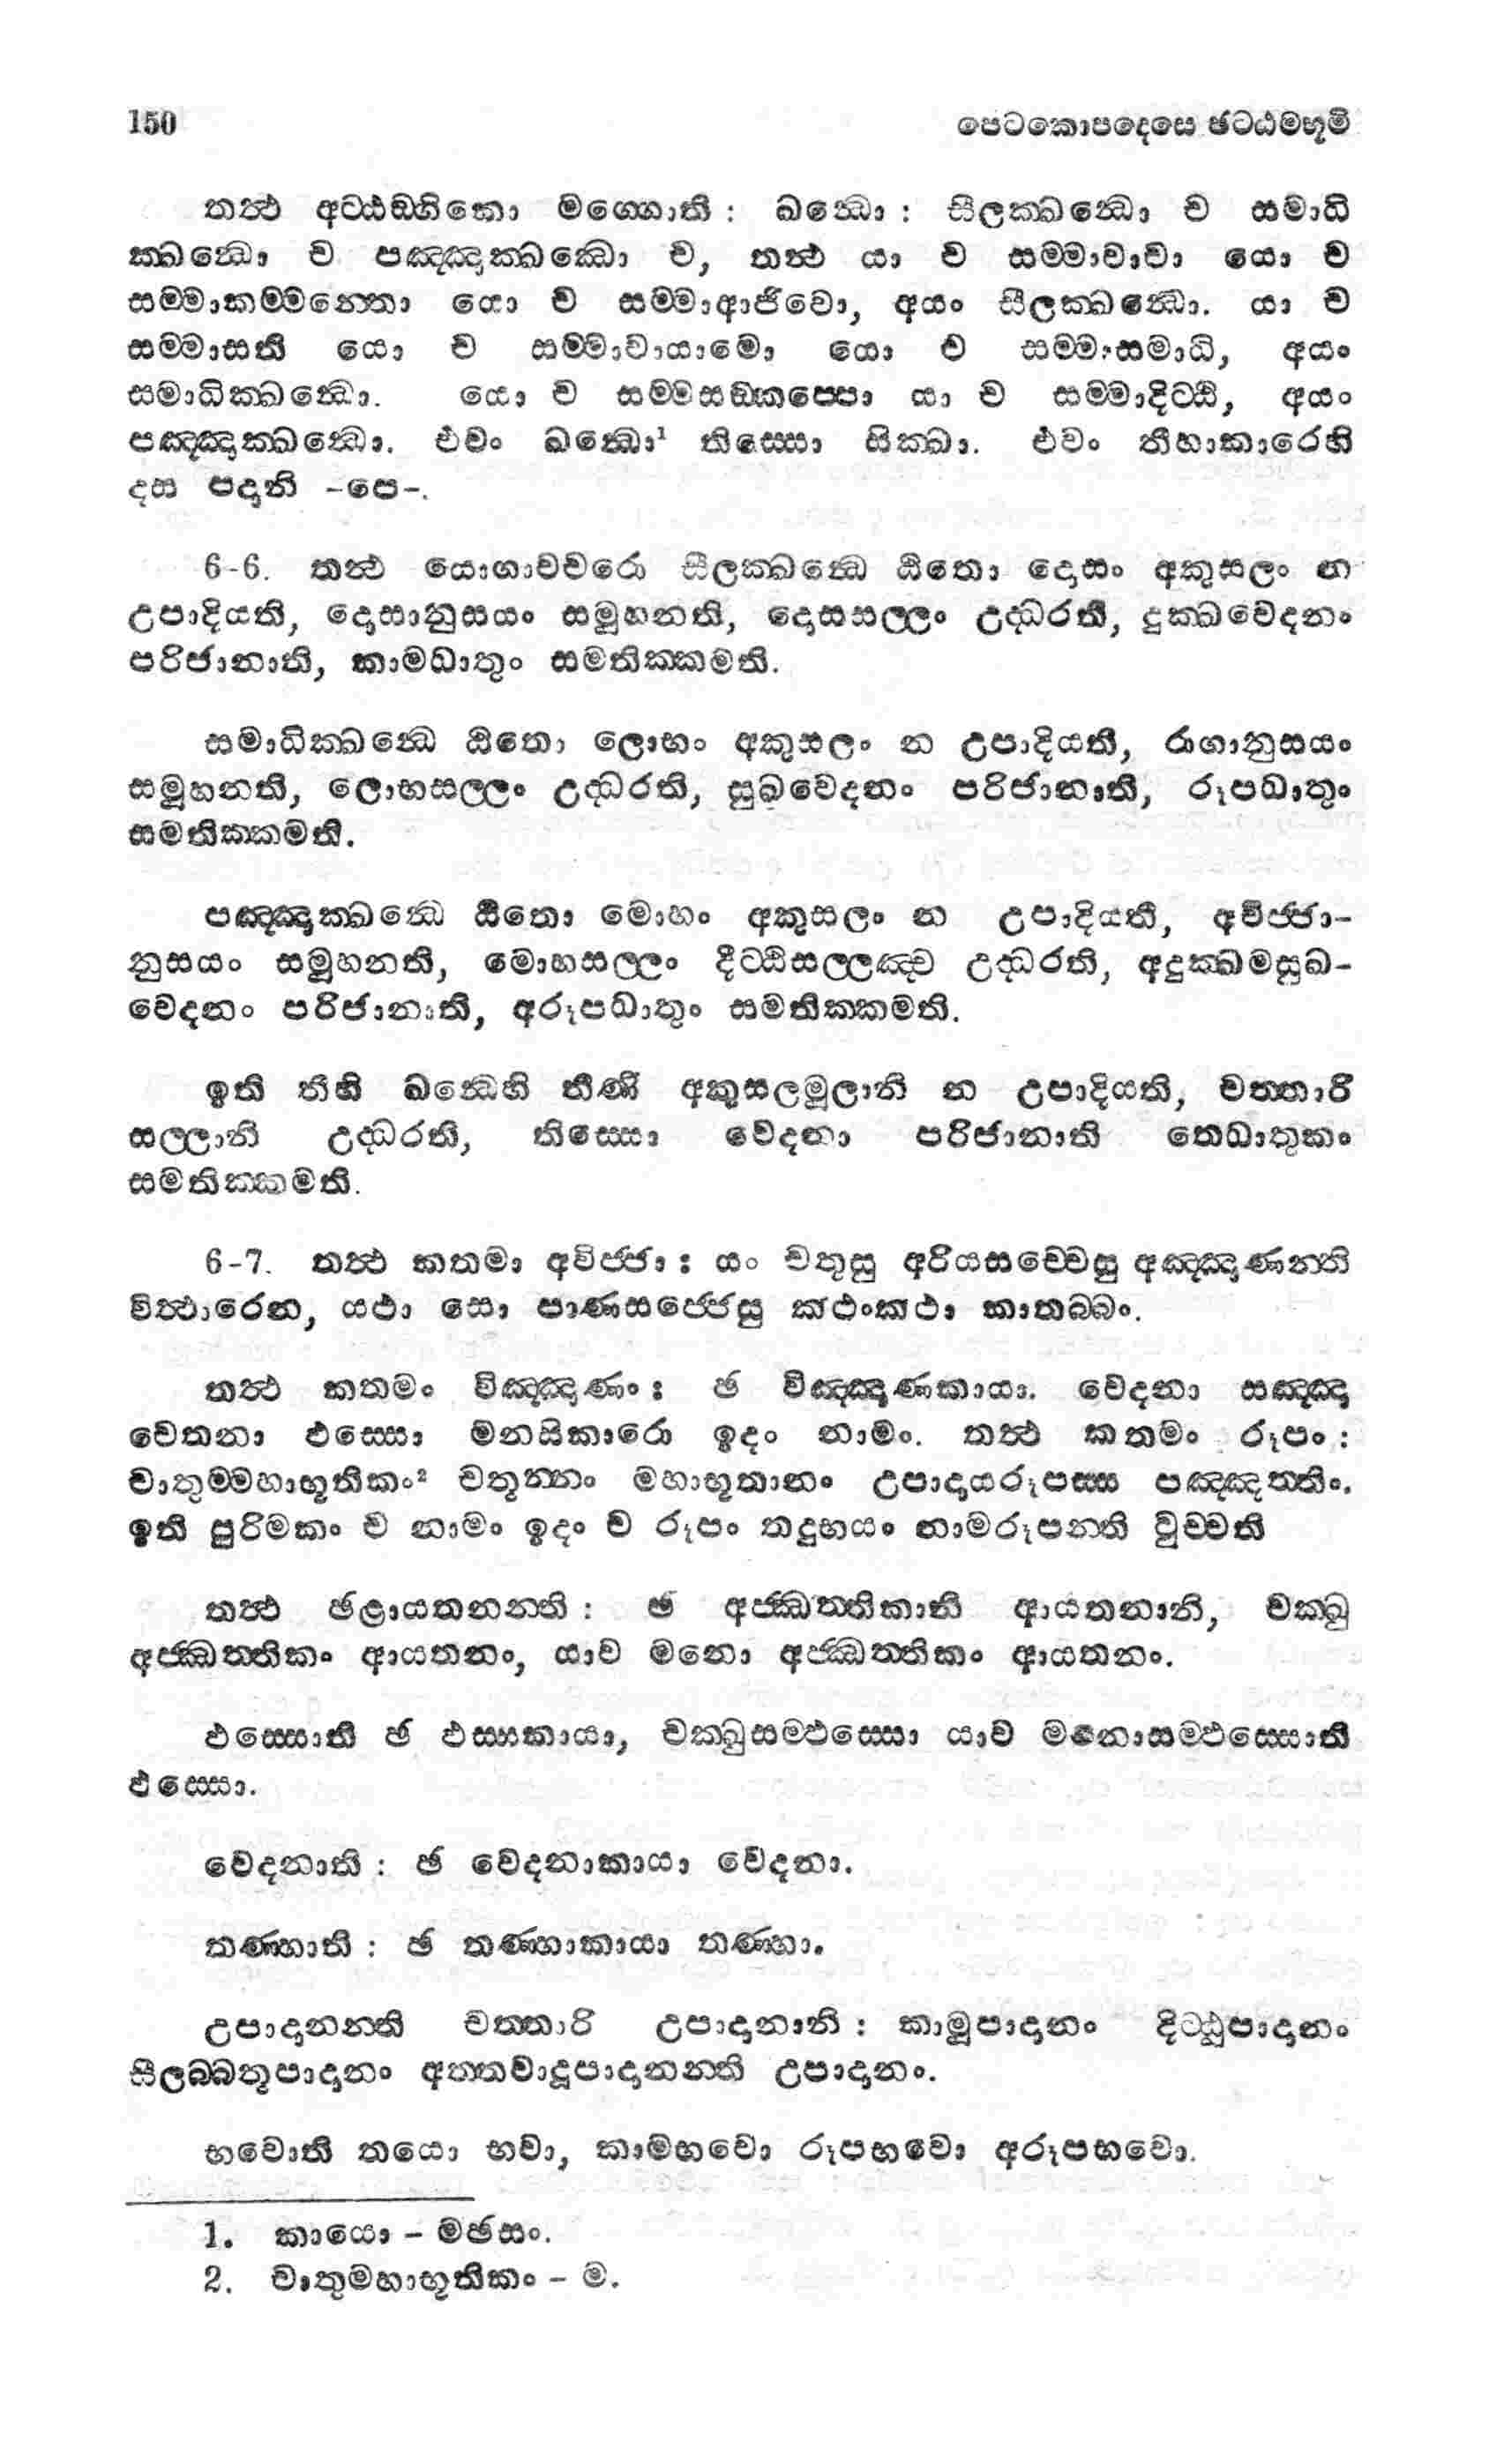 150 පෙටකොපදෙසෙ ඡට්ඨමභූමි
තත්ථ අට්ඨඞ්ගිකො මග්ගොති : ඛන්ධො : සීලක්ඛන්ධො ච සමාධි
ක්ඛන්ධො ච පඤ්ඤාක්ඛන්ධො ච, තත්ථ යා ච සම්මාවාචා යො ච
සම්මාකම්මන්තො යො ච සම්මාආජීවො, අයං සීලක්ඛන්ධො. යා ච
සම්මාසති යො ච සම්මාවායාමො යො ච සම්මාසමාධි, අයං
සමාධික්ඛන්ධො. යො ච සම්මසඞ්කප්පො යා ච සම්මාදිට්ඨි, අයං
පඤ්ඤාක්ඛන්ධො. එවං ඛන්ධො¹ තිස්සො සික්ඛා. එවං තීහාකාරෙහි
දස පදානි -පෙ-.
6-6. තත්ථ යොගාවචරො සීලක්ඛන්ධෙ ඨිතො දොසං අකුසලං න
උපාදියති, දොසානුසයං සමූහනති, දොසසල්ලං උද්ධරති, දුක්ඛවෙදනං
පරිජානාති, කාමධාතුං සමතික්කමති.
සමාධික්ඛන්ධෙ ඨිතො ලොභං අකුසලං න උපාදියති, රාගානුසයං
සමූහනති, ලොභසල්ලං උද්ධරති, සුඛවෙදනං පරිජානාති, රූපධාතුං
සමතික්කමති.
පඤ්ඤාක්ඛන්ධෙ ඨිතො මොහං අකුසලං න උපාදියති, අවිජ්ජා-
නුසයං සමූහනති, මොහසල්ලං දිට්ඨිසල්ලඤ්ච උද්ධරති, අදුක්ඛමසුඛ-
වෙදනං පරිජානාති, අරූපධාතුං සමතික්කමති.
ඉති තීහි ඛන්ධෙහි තීණි අකුසලමූලානි න උපාදියති, චත්තාරි
සල්ලානි උද්ධරති, තිස්සො වෙදනා පරිජානාති තෙධාතුකං
සමතික්කමති.
6-7. තත්ථ කතමා අවිජ්ජා : යං චතූසු අරියසච්චෙසු අඤ්ඤාණන්ති
විත්ථාරෙන, යථා සො පාණසජ්ජෙසු කථංකථා කාතබ්බං.
තත්ථ කතමං විඤ්ඤාණං : ඡ විඤ්ඤාණකායා. වෙදනා සඤ්ඤා
චෙතනා ඵස්සො මනසිකාරො ඉදං නාමං. තත්ථ කතමං රූපං :
චාතුම්මහාභූතිකං² චතුන්නං මහාභූතානං උපාදායරූපස්ස පඤ්ඤත්තිං.
ඉති පුරිමකං ච නාමං ඉදං ච රූපං තදුභයං නාමරූපන්ති වුච්චති
තත්ථ ඡළායතනන්ති : ඡ අජ්ඣත්තිකානි ආයතනානි, චක්ඛු
අජ්ඣත්තිකං ආයතනං, යාව මනො අජ්ඣත්තිකං ආයතනං.
ඵස්සොති ඡ ඵස්සකායා, චක්ඛුසම්ඵස්සො යාව මනොසම්ඵස්සොති
ඵස්සො.
වෙදනාති : ඡ වෙදනාකායා වෙදනා.
තණ්හාති : ඡ තණ්හාකායා තණ්හා.
උපාදානන්ති චත්තාරි උපාදානානි : කාමූපාදානං දිට්ඨූපාදානං
සීලබ්බතූපාදානං අත්තවාදූපාදානන්ති උපාදානං.
භවොති තයො භවා, කාමභවො රූපභවො අරූපභවො.
1. කායො - මඡසං.
2. චාතුමහාභූතිකං - ම.